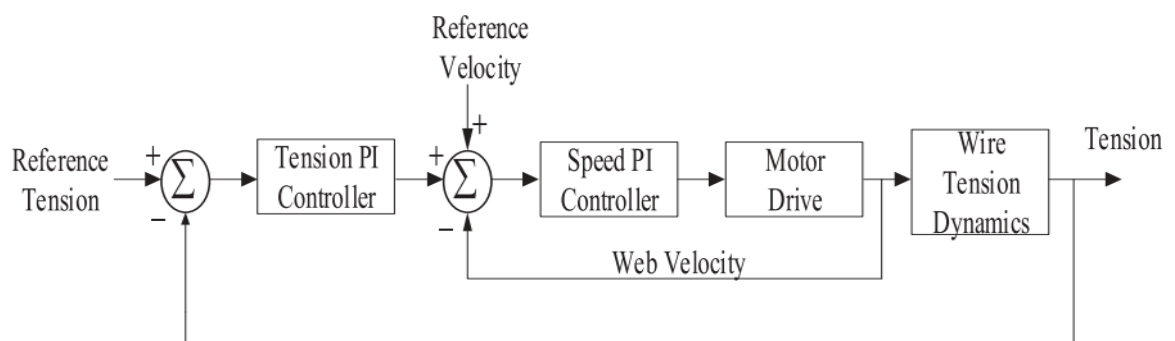 Reference
Velocity
+
Reference
Tension
+
Σ
−
Tension PI
Controller
+
Σ
−
Speed PI
Controller
Motor
Drive
Wire
Tension
Dynamics
Tension
Web Velocity